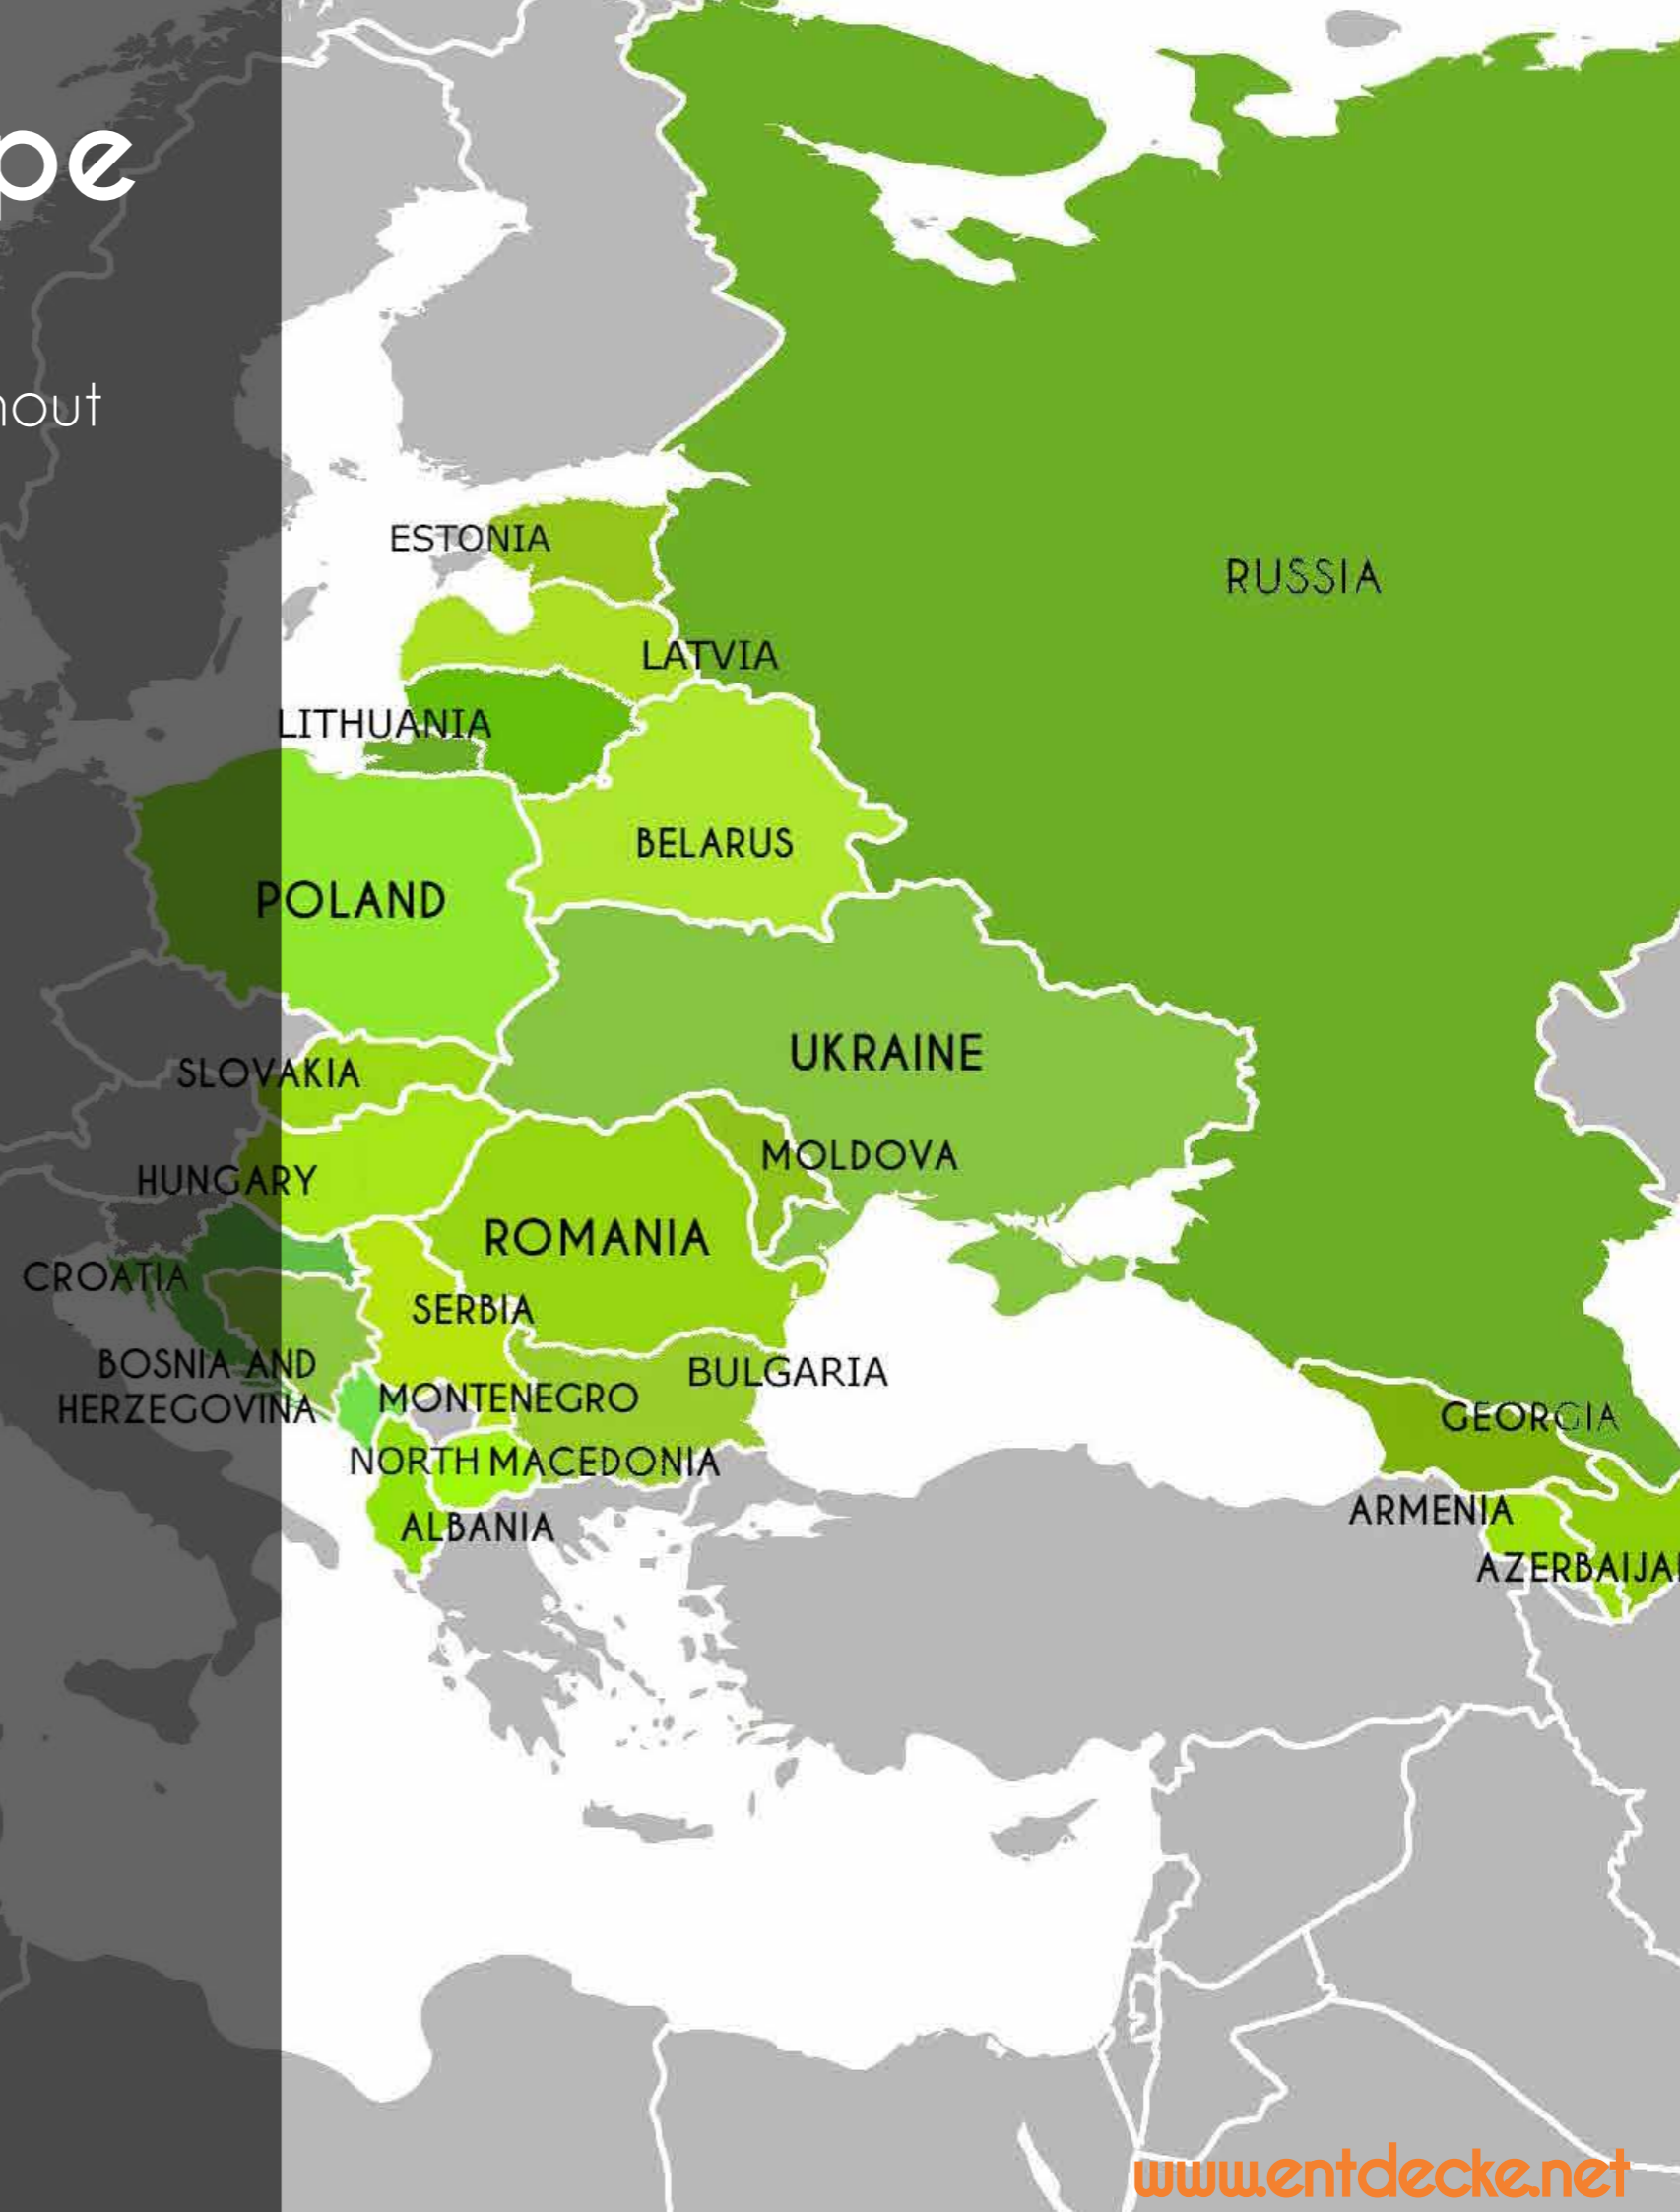 pe
hout
ESTONIA
RUSSIA
LATVIA
LITHUANIA
BELARUS
POLAND
UKRAINE
SLOVAKIA
MOLDOVA
HUNGARY
ROMANIA
CROATIA
SERBIA
BOSNIA AND
HERZEGOVINA
BULGARIA
MONTENEGRO
GEORGIA
NORTH MACEDONIA
ARMENIA
ALBANIA
AZERBAIJA
www.entdecke.net